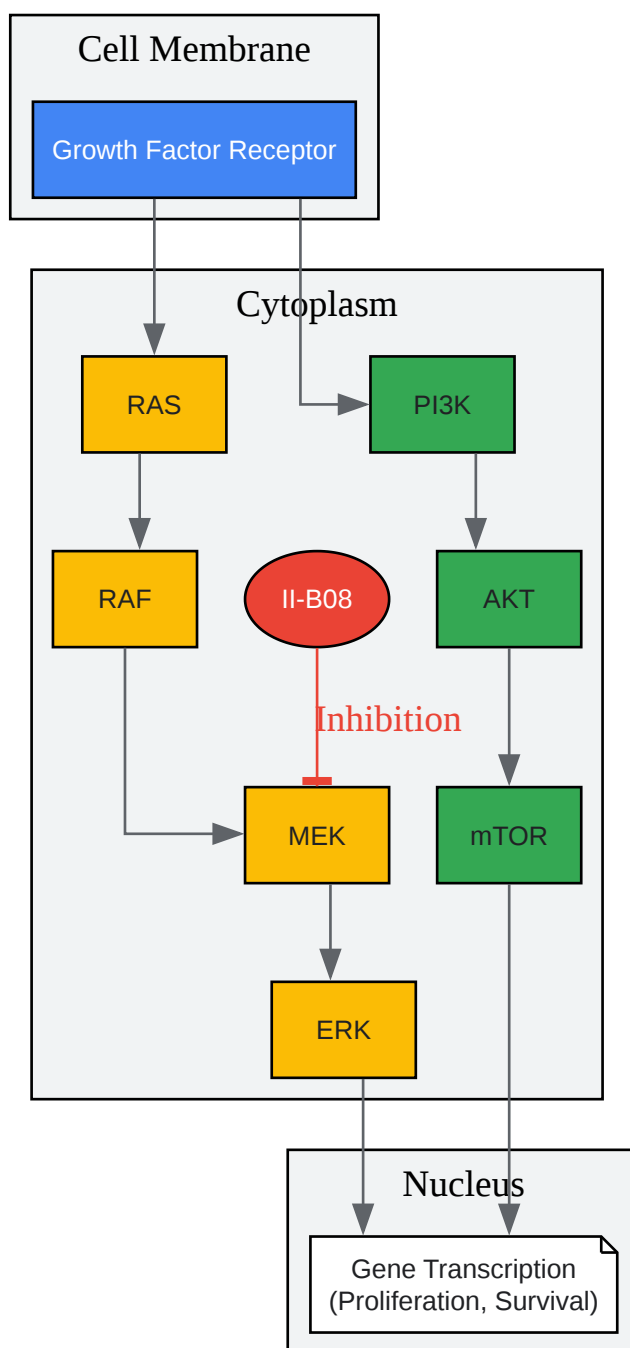 Cell Membrane
Growth Factor Receptor
Cytoplasm
RAS
PI3K
RAF
II-B08
AKT
Inhibition
MEK
mTOR
ERK
Nucleus
Gene Transcription
(Proliferation, Survival)